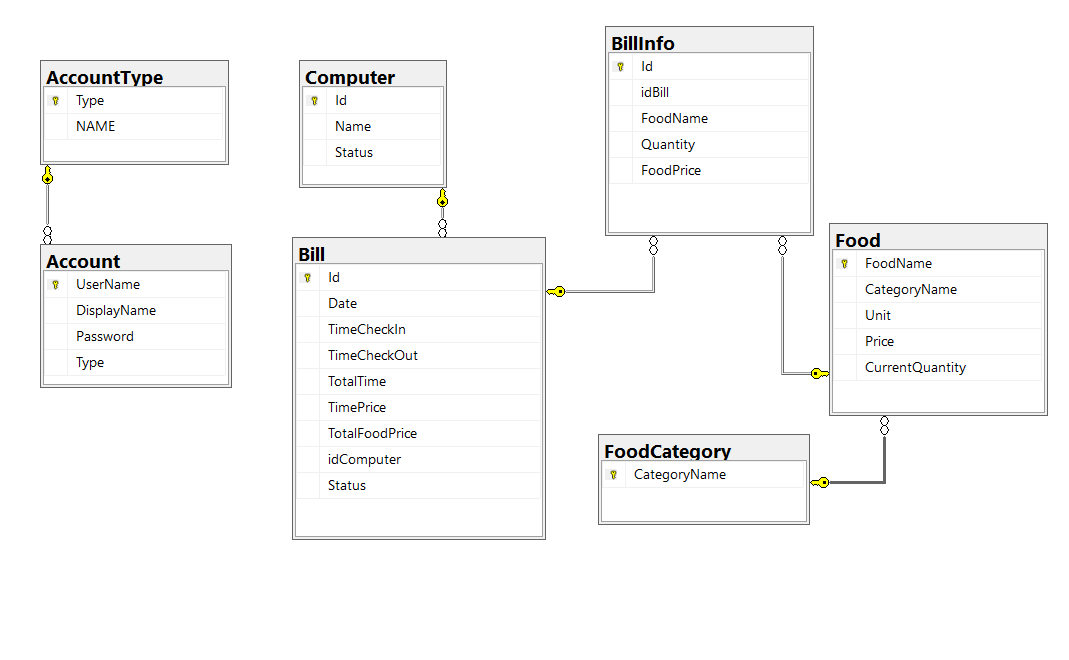 AccountType
Type
NAME
Account
UserName
DisplayName
Password
Type
Computer
Id
Name
Status
Bill
Id
Date
TimeCheckIn
TimeCheckOut
TotalTime
TimePrice
TotalFoodPrice
idComputer
Status
BillInfo
Id
idBill
FoodName
Quantity
FoodPrice
Food
FoodName
CategoryName
Unit
Price
CurrentQuantity
FoodCategory
CategoryName